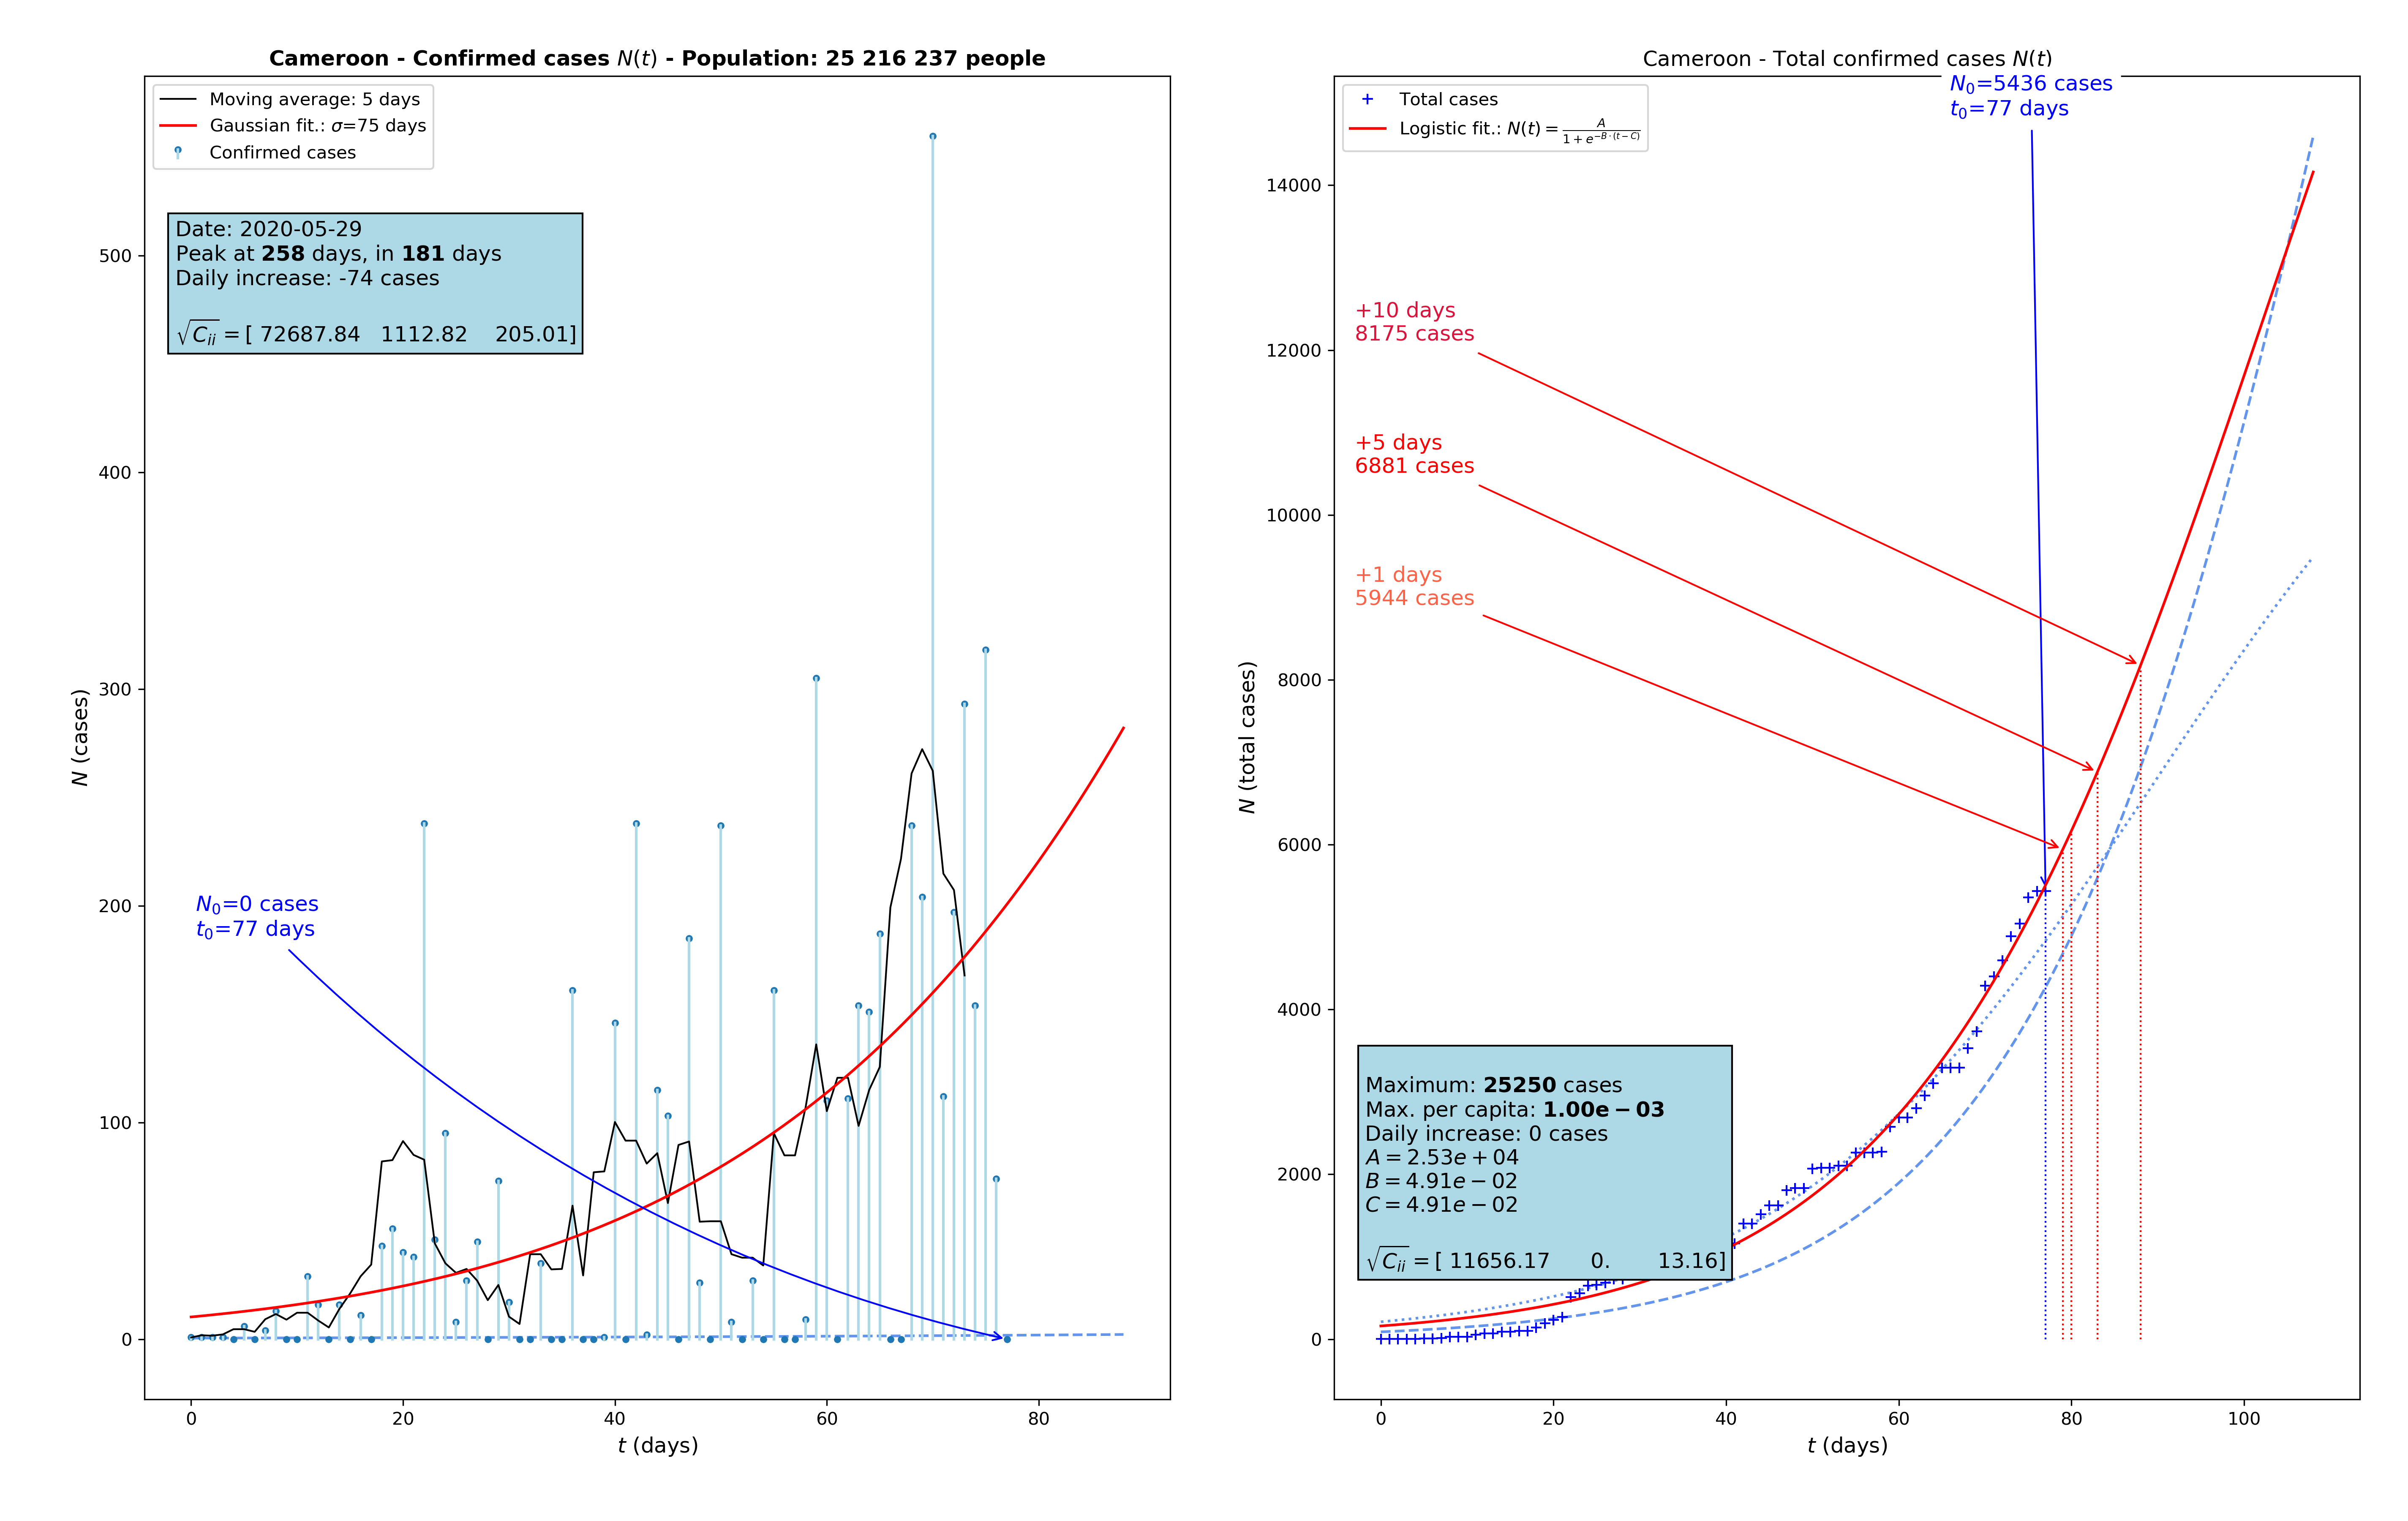 Cameroon - Confirmed cases N(t) - Population: 25 216 237 people
Moving average: 5 days
Gaussian fit.: σ=75 days
Confirmed cases
Date: 2020-05-29
Peak at 258 days, in 181 days
Daily increase: -74 cases
√C_ii = [ 72687.84 1112.82 205.01]
N_0=0 cases
t_0=77 days
500
400
300
200
100
0
N (cases)
0 20 40 60 80
t (days)
Cameroon - Total confirmed cases N(t)
N_0=5436 cases
t_0=77 days
Total cases
Logistic fit.: N(t) = A / (1 + e^{−B·(t−C)})
+10 days
8175 cases
+5 days
6881 cases
+1 days
5944 cases
Maximum: 25250 cases
Max. per capita: 1.00e − 03
Daily increase: 0 cases
A = 2.53e + 04
B = 4.91e − 02
C = 4.91e − 02
√C_ii = [ 11656.17 0. 13.16]
14000
12000
10000
8000
6000
4000
2000
0
N (total cases)
0 20 40 60 80 100
t (days)